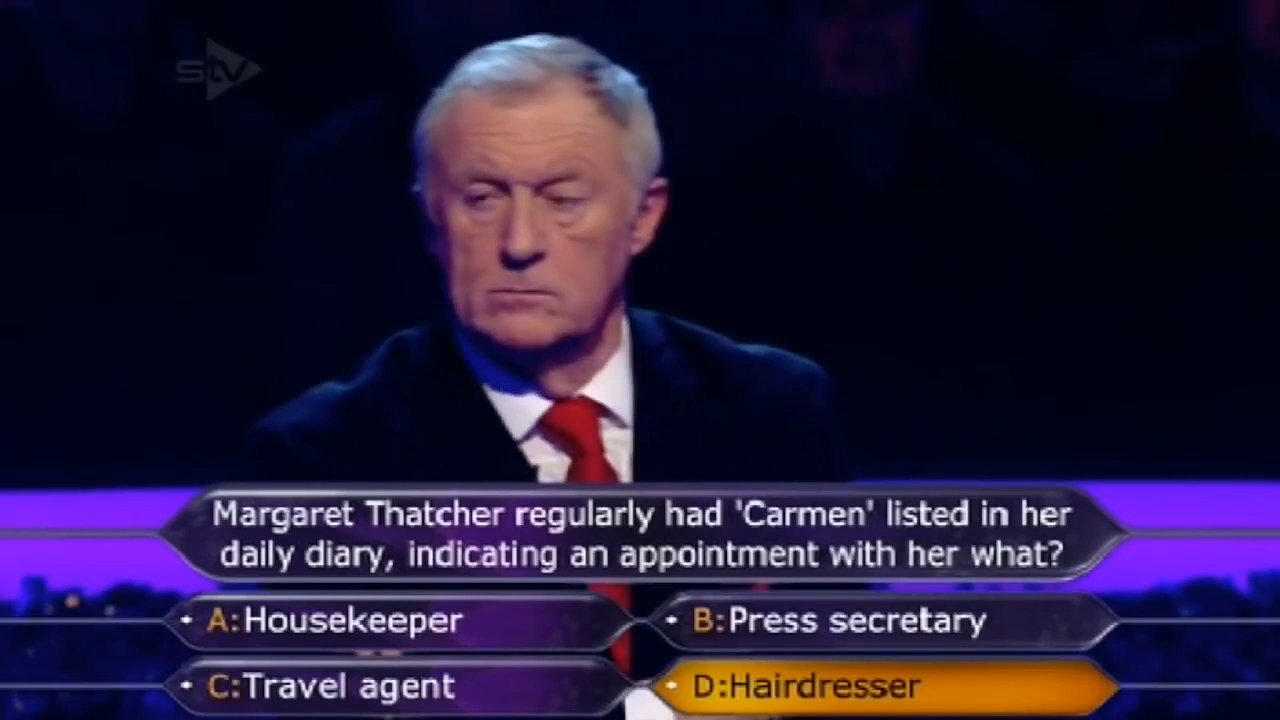 stv
Margaret Thatcher regularly had 'Carmen' listed in her
daily diary, indicating an appointment with her what?
A:Housekeeper
B:Press secretary
C:Travel agent
D:Hairdresser